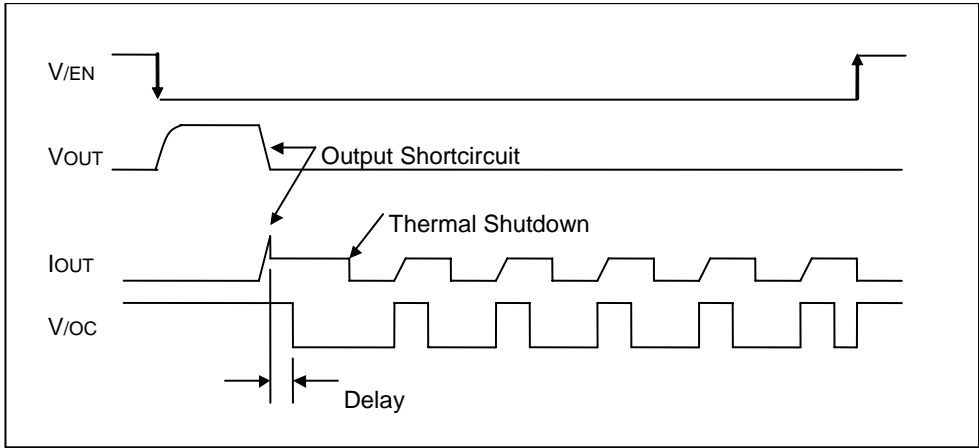 V/EN
VOUT
Output Shortcircuit
Thermal Shutdown
IOUT
V/OC
Delay